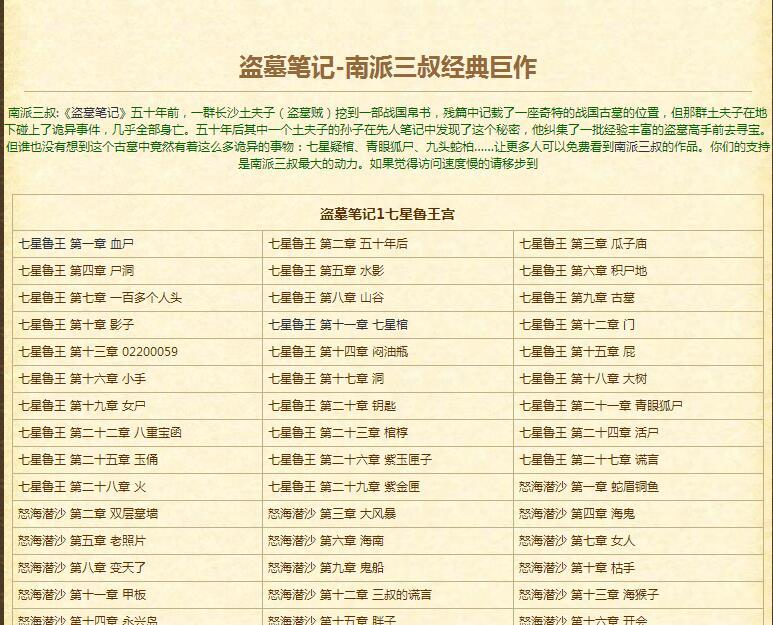 盗墓笔记-南派三叔经典巨作
南派三叔:《盗墓笔记》五十年前，一群长沙土夫子（盗墓贼）挖到一部战国帛书，残篇中记载了一座奇特的战国古墓的位置，但那群土夫子在地
下碰上了诡异事件，几乎全部身亡。五十年后其中一个土夫子的孙子在先人笔记中发现了这个秘密，他纠集了一批经验丰富的盗墓高手前去寻宝。
但谁也没有想到这个古墓中竟然有着这么多诡异的事物：七星疑棺、青眼狐尸、九头蛇柏……让更多人可以免费看到南派三叔的作品。你们的支持
是南派三叔最大的动力。如果觉得访问速度慢的请移步到
盗墓笔记1七星鲁王宫
七星鲁王 第一章 血尸 七星鲁王 第二章 五十年后 七星鲁王 第三章 瓜子庙
七星鲁王 第四章 尸洞 七星鲁王 第五章 水影 七星鲁王 第六章 积尸地
七星鲁王 第七章 一百多个人头 七星鲁王 第八章 山谷 七星鲁王 第九章 古墓
七星鲁王 第十章 影子 七星鲁王 第十一章 七星棺 七星鲁王 第十二章 门
七星鲁王 第十三章 02200059 七星鲁王 第十四章 闷油瓶 七星鲁王 第十五章 屁
七星鲁王 第十六章 小手 七星鲁王 第十七章 洞 七星鲁王 第十八章 大树
七星鲁王 第十九章 女尸 七星鲁王 第二十章 钥匙 七星鲁王 第二十一章 青眼狐尸
七星鲁王 第二十二章 八重宝函 七星鲁王 第二十三章 棺椁 七星鲁王 第二十四章 活尸
七星鲁王 第二十五章 玉俑 七星鲁王 第二十六章 紫玉匣子 七星鲁王 第二十七章 谎言
七星鲁王 第二十八章 火 七星鲁王 第二十九章 紫金匣 怒海潜沙 第一章 蛇眉铜鱼
怒海潜沙 第二章 双层墓墙 怒海潜沙 第三章 大风暴 怒海潜沙 第四章 海鬼
怒海潜沙 第五章 老照片 怒海潜沙 第六章 海南 怒海潜沙 第七章 女人
怒海潜沙 第八章 变天了 怒海潜沙 第九章 鬼船 怒海潜沙 第十章 枯手
怒海潜沙 第十一章 甲板 怒海潜沙 第十二章 三叔的谎言 怒海潜沙 第十三章 海猴子
怒海潜沙 第十四章 永兴岛 怒海潜沙 第十五章 胖子 怒海潜沙 第十六章 开会